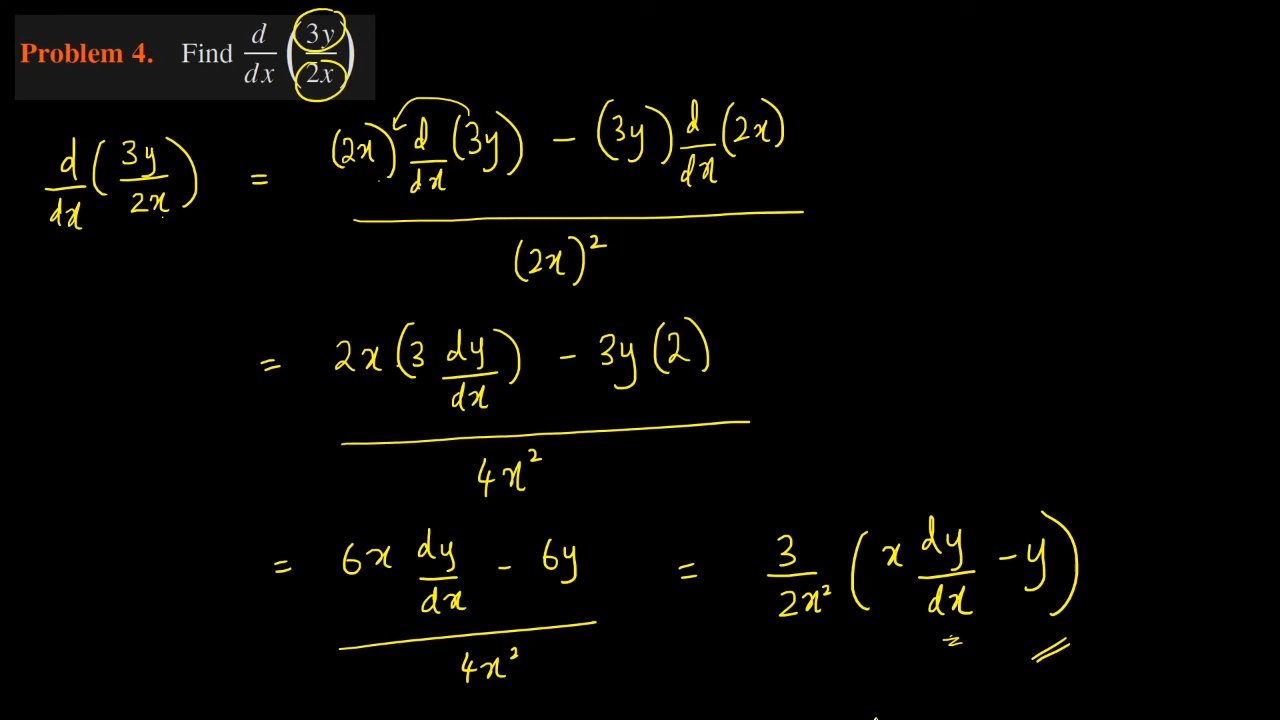 Problem 4. Find d/dx (3y/2x)
d/dx (3y/2x) = ((2x) d/dx (3y) - (3y) d/dx (2x))/(2x)²
= (2x (3 dy/dx) - 3y (2))/4x²
= (6x dy/dx - 6y)/4x² = 3/2x² (x dy/dx - y)